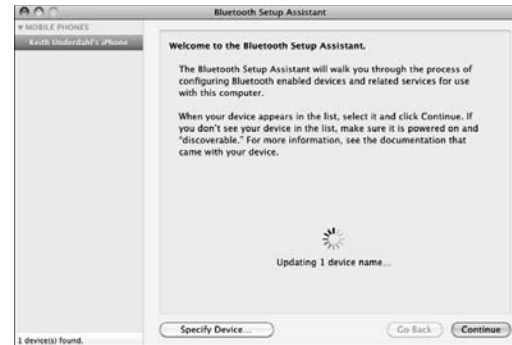 Bluetooth Setup Assistant
▼ MOBILE PHONES
Keith Underdahl's iPhone
Welcome to the Bluetooth Setup Assistant.
The Bluetooth Setup Assistant will walk you through the process of
configuring Bluetooth enabled devices and related services for use
with this computer.
When your device appears in the list, select it and click Continue. If
you don't see your device in the list, make sure it is powered on and
"discoverable." For more information, see the documentation that
came with your device.
Updating 1 device name...
Specify Device...
Go Back
Continue
1 device(s) found.